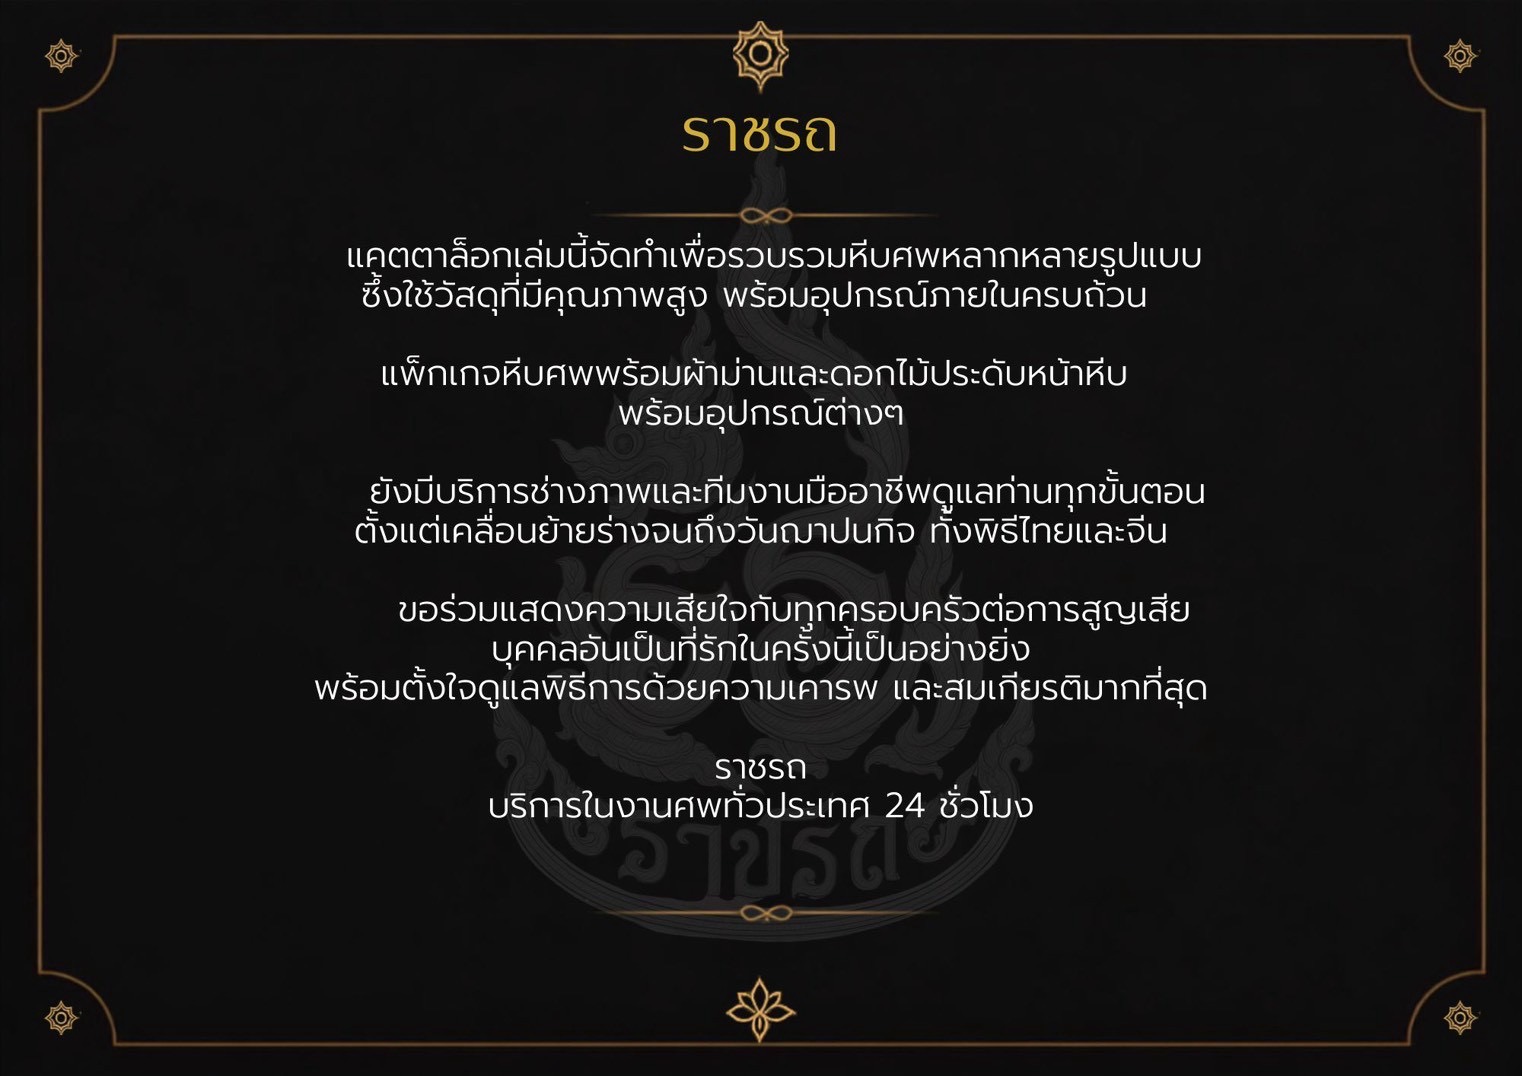 ราชรถ
แคตตาล็อกเล่มนี้จัดทำเพื่อรวบรวมหีบศพหลากหลายรูปแบบ
ซึ้งใช้วัสดุที่มีคุณภาพสูง พร้อมอุปกรณ์ภายในครบถ้วน
แพ็กเกจหีบศพพร้อมผ้าม่านและดอกไม้ประดับหน้าหีบ
พร้อมอุปกรณ์ต่างๆ
ยังมีบริการช่างภาพและทีมงานมืออาชีพดูแลท่านทุกขั้นตอน
ตั้งแต่เคลื่อนย้ายร่างจนถึงวันฌาปนกิจ ทั้งพิธีไทยและจีน
ขอร่วมแสดงความเสียใจกับทุกครอบครัวต่อการสูญเสีย
บุคคลอันเป็นที่รักในครั้งนี้เป็นอย่างยิ่ง
พร้อมตั้งใจดูแลพิธีการด้วยความเคารพ และสมเกียรติมากที่สุด
ราชรถ
บริการในงานศพทั่วประเทศ 24 ชั่วโมง
ราชรถ